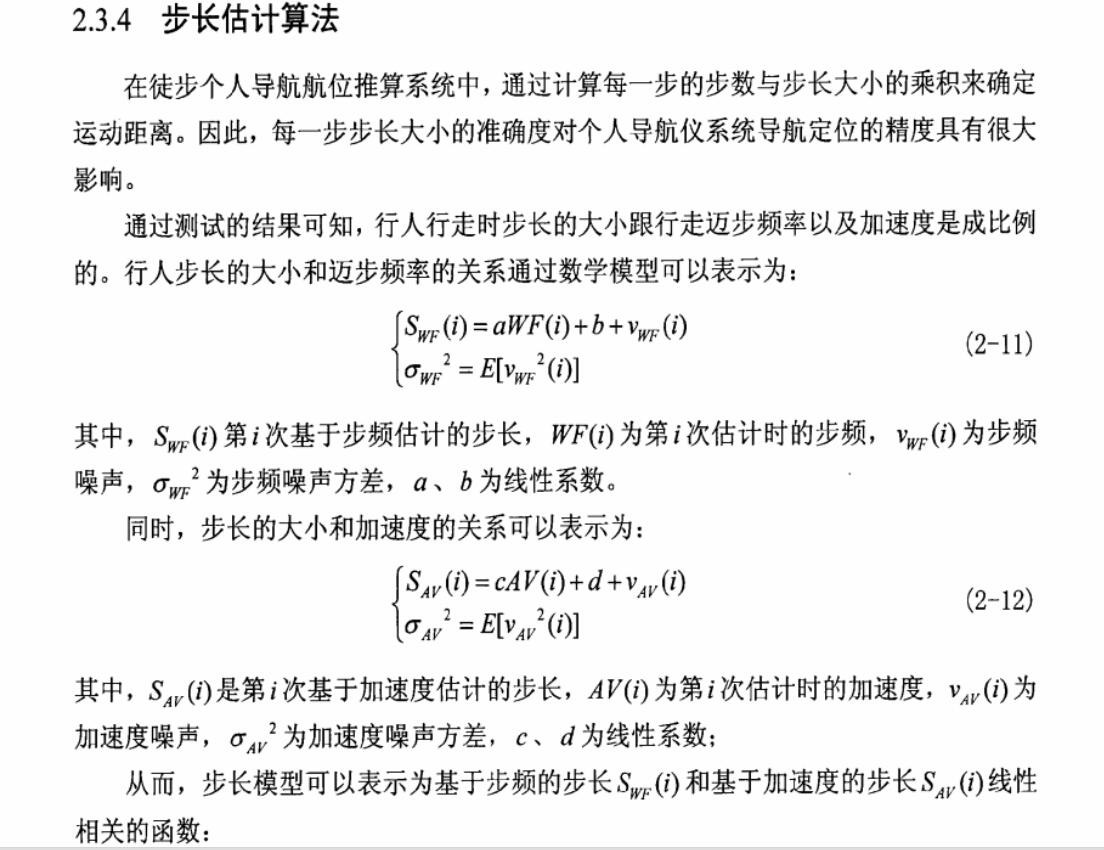 2.3.4 步长估计算法
在徒步个人导航航位推算系统中，通过计算每一步的步数与步长大小的乘积来确定
运动距离。因此，每一步步长大小的准确度对个人导航仪系统导航定位的精度具有很大
影响。
通过测试的结果可知，行人行走时步长的大小跟行走迈步频率以及加速度是成比例
的。行人步长的大小和迈步频率的关系通过数学模型可以表示为：
S_{WF}(i)=aWF(i)+b+v_{WF}(i)
σ_{WF}²=E[v_{WF}²(i)]
(2-11)
其中，S_{WF}(i)第i次基于步频估计的步长，WF(i)为第i次估计时的步频，v_{WF}(i)为步频
噪声，σ_{WF}²为步频噪声方差，a、b为线性系数。
同时，步长的大小和加速度的关系可以表示为：
S_{AV}(i)=cAV(i)+d+v_{AV}(i)
σ_{AV}²=E[v_{AV}²(i)]
(2-12)
其中，S_{AV}(i)是第i次基于加速度估计的步长，AV(i)为第i次估计时的加速度，v_{AV}(i)为
加速度噪声，σ_{AV}²为加速度噪声方差，c、d为线性系数；
从而，步长模型可以表示为基于步频的步长S_{WF}(i)和基于加速度的步长S_{AV}(i)线性
相关的函数：